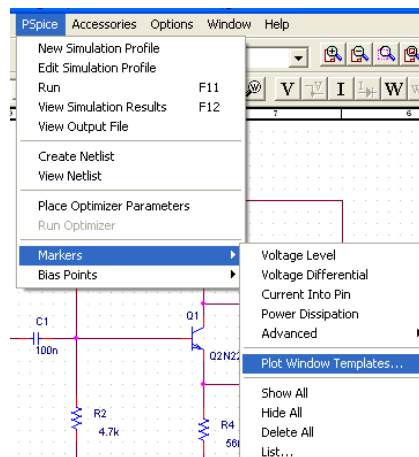 PSpice Accessories Options Window Help
V V I I W
New Simulation Profile
Edit Simulation Profile
Run F11
View Simulation Results F12
View Output File
Create Netlist
View Netlist
Place Optimizer Parameters
Run Optimizer
Markers
Bias Points
7 6
Voltage Level
Voltage Differential
Current Into Pin
Power Dissipation
Advanced
Plot Window Templates...
Show All
Hide All
Delete All
List...
C1
100n
Q1
Q2N22
R2
4.7k
R4